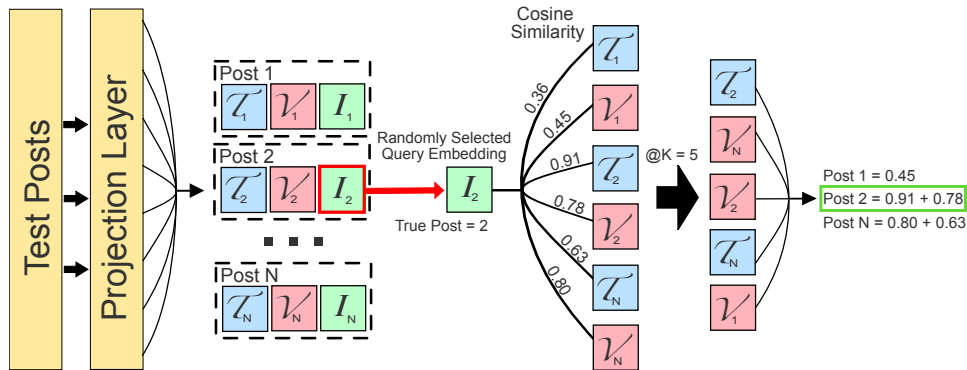 Test Posts
Projection Layer
Post 1
𝒯₁ 𝒱₁ I₁
Post 2
𝒯₂ 𝒱₂ I₂
Post N
𝒯N 𝒱N IN
Randomly Selected
Query Embedding
I₂
True Post = 2
Cosine
Similarity
0.36
0.45
0.91
0.78
0.63
0.80
𝒯₁
𝒱₁
𝒯₂
𝒱₂
𝒯N
𝒱N
@K = 5
𝒯₂
𝒱N
𝒱₂
𝒯N
𝒱₁
Post 1 = 0.45
Post 2 = 0.91 + 0.78
Post N = 0.80 + 0.63